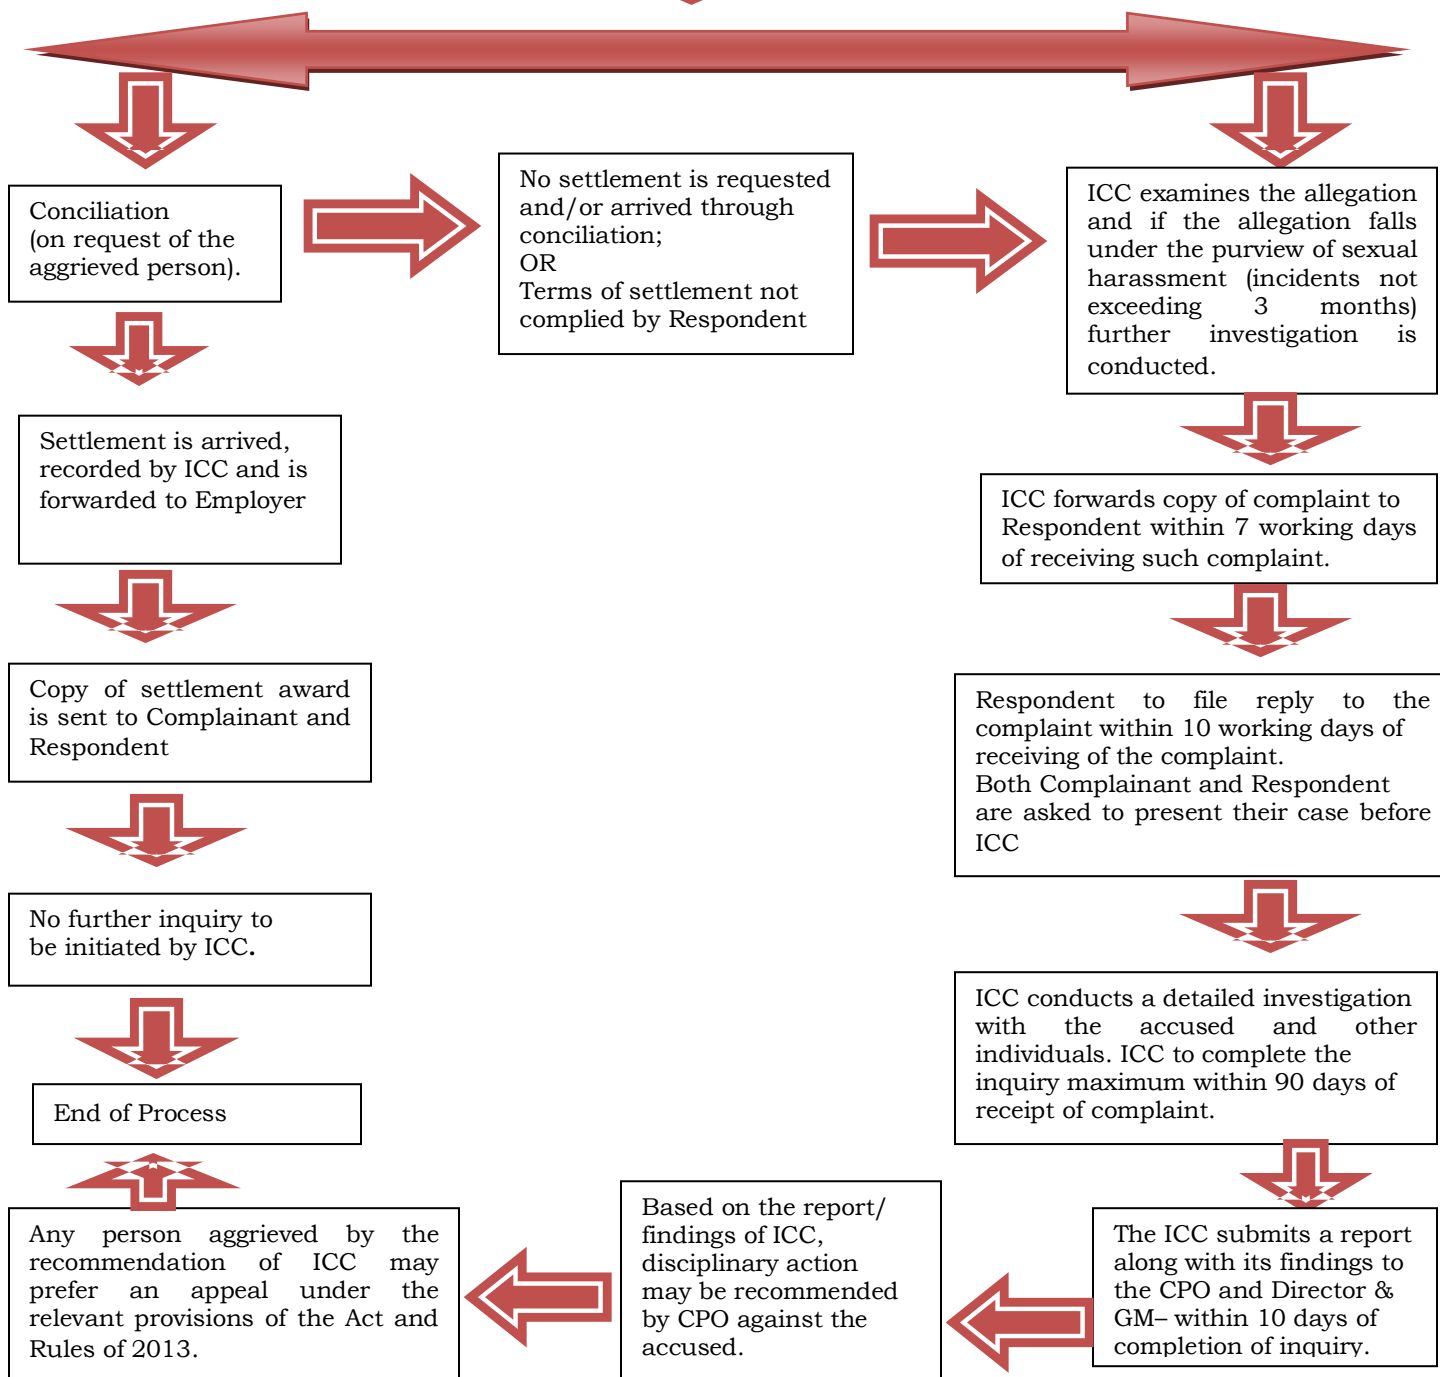 Conciliation
(on request of the
aggrieved person).
No settlement is requested
and/or arrived through
conciliation;
OR
Terms of settlement not
complied by Respondent
ICC examines the allegation
and if the allegation falls
under the purview of sexual
harassment (incidents not
exceeding 3 months)
further investigation is
conducted.
Settlement is arrived,
recorded by ICC and is
forwarded to Employer
ICC forwards copy of complaint to
Respondent within 7 working days
of receiving such complaint.
Copy of settlement award
is sent to Complainant and
Respondent
Respondent to file reply to the
complaint within 10 working days of
receiving of the complaint.
Both Complainant and Respondent
are asked to present their case before
ICC
No further inquiry to
be initiated by ICC.
ICC conducts a detailed investigation
with the accused and other
individuals. ICC to complete the
inquiry maximum within 90 days of
receipt of complaint.
End of Process
The ICC submits a report
along with its findings to
the CPO and Director &
GM– within 10 days of
completion of inquiry.
Based on the report/
findings of ICC,
disciplinary action
may be recommended
by CPO against the
accused.
Any person aggrieved by the
recommendation of ICC may
prefer an appeal under the
relevant provisions of the Act and
Rules of 2013.